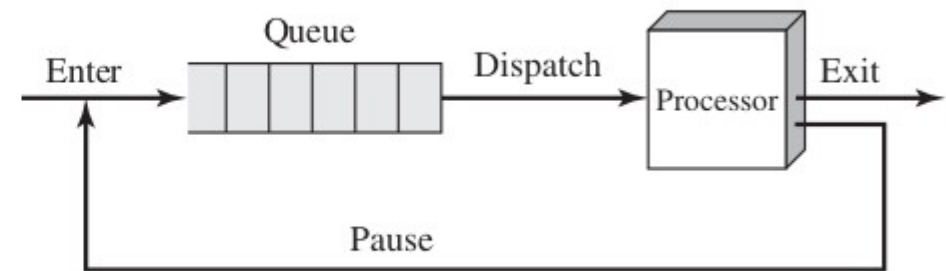 Queue
Enter
Dispatch
Processor
Exit
Pause